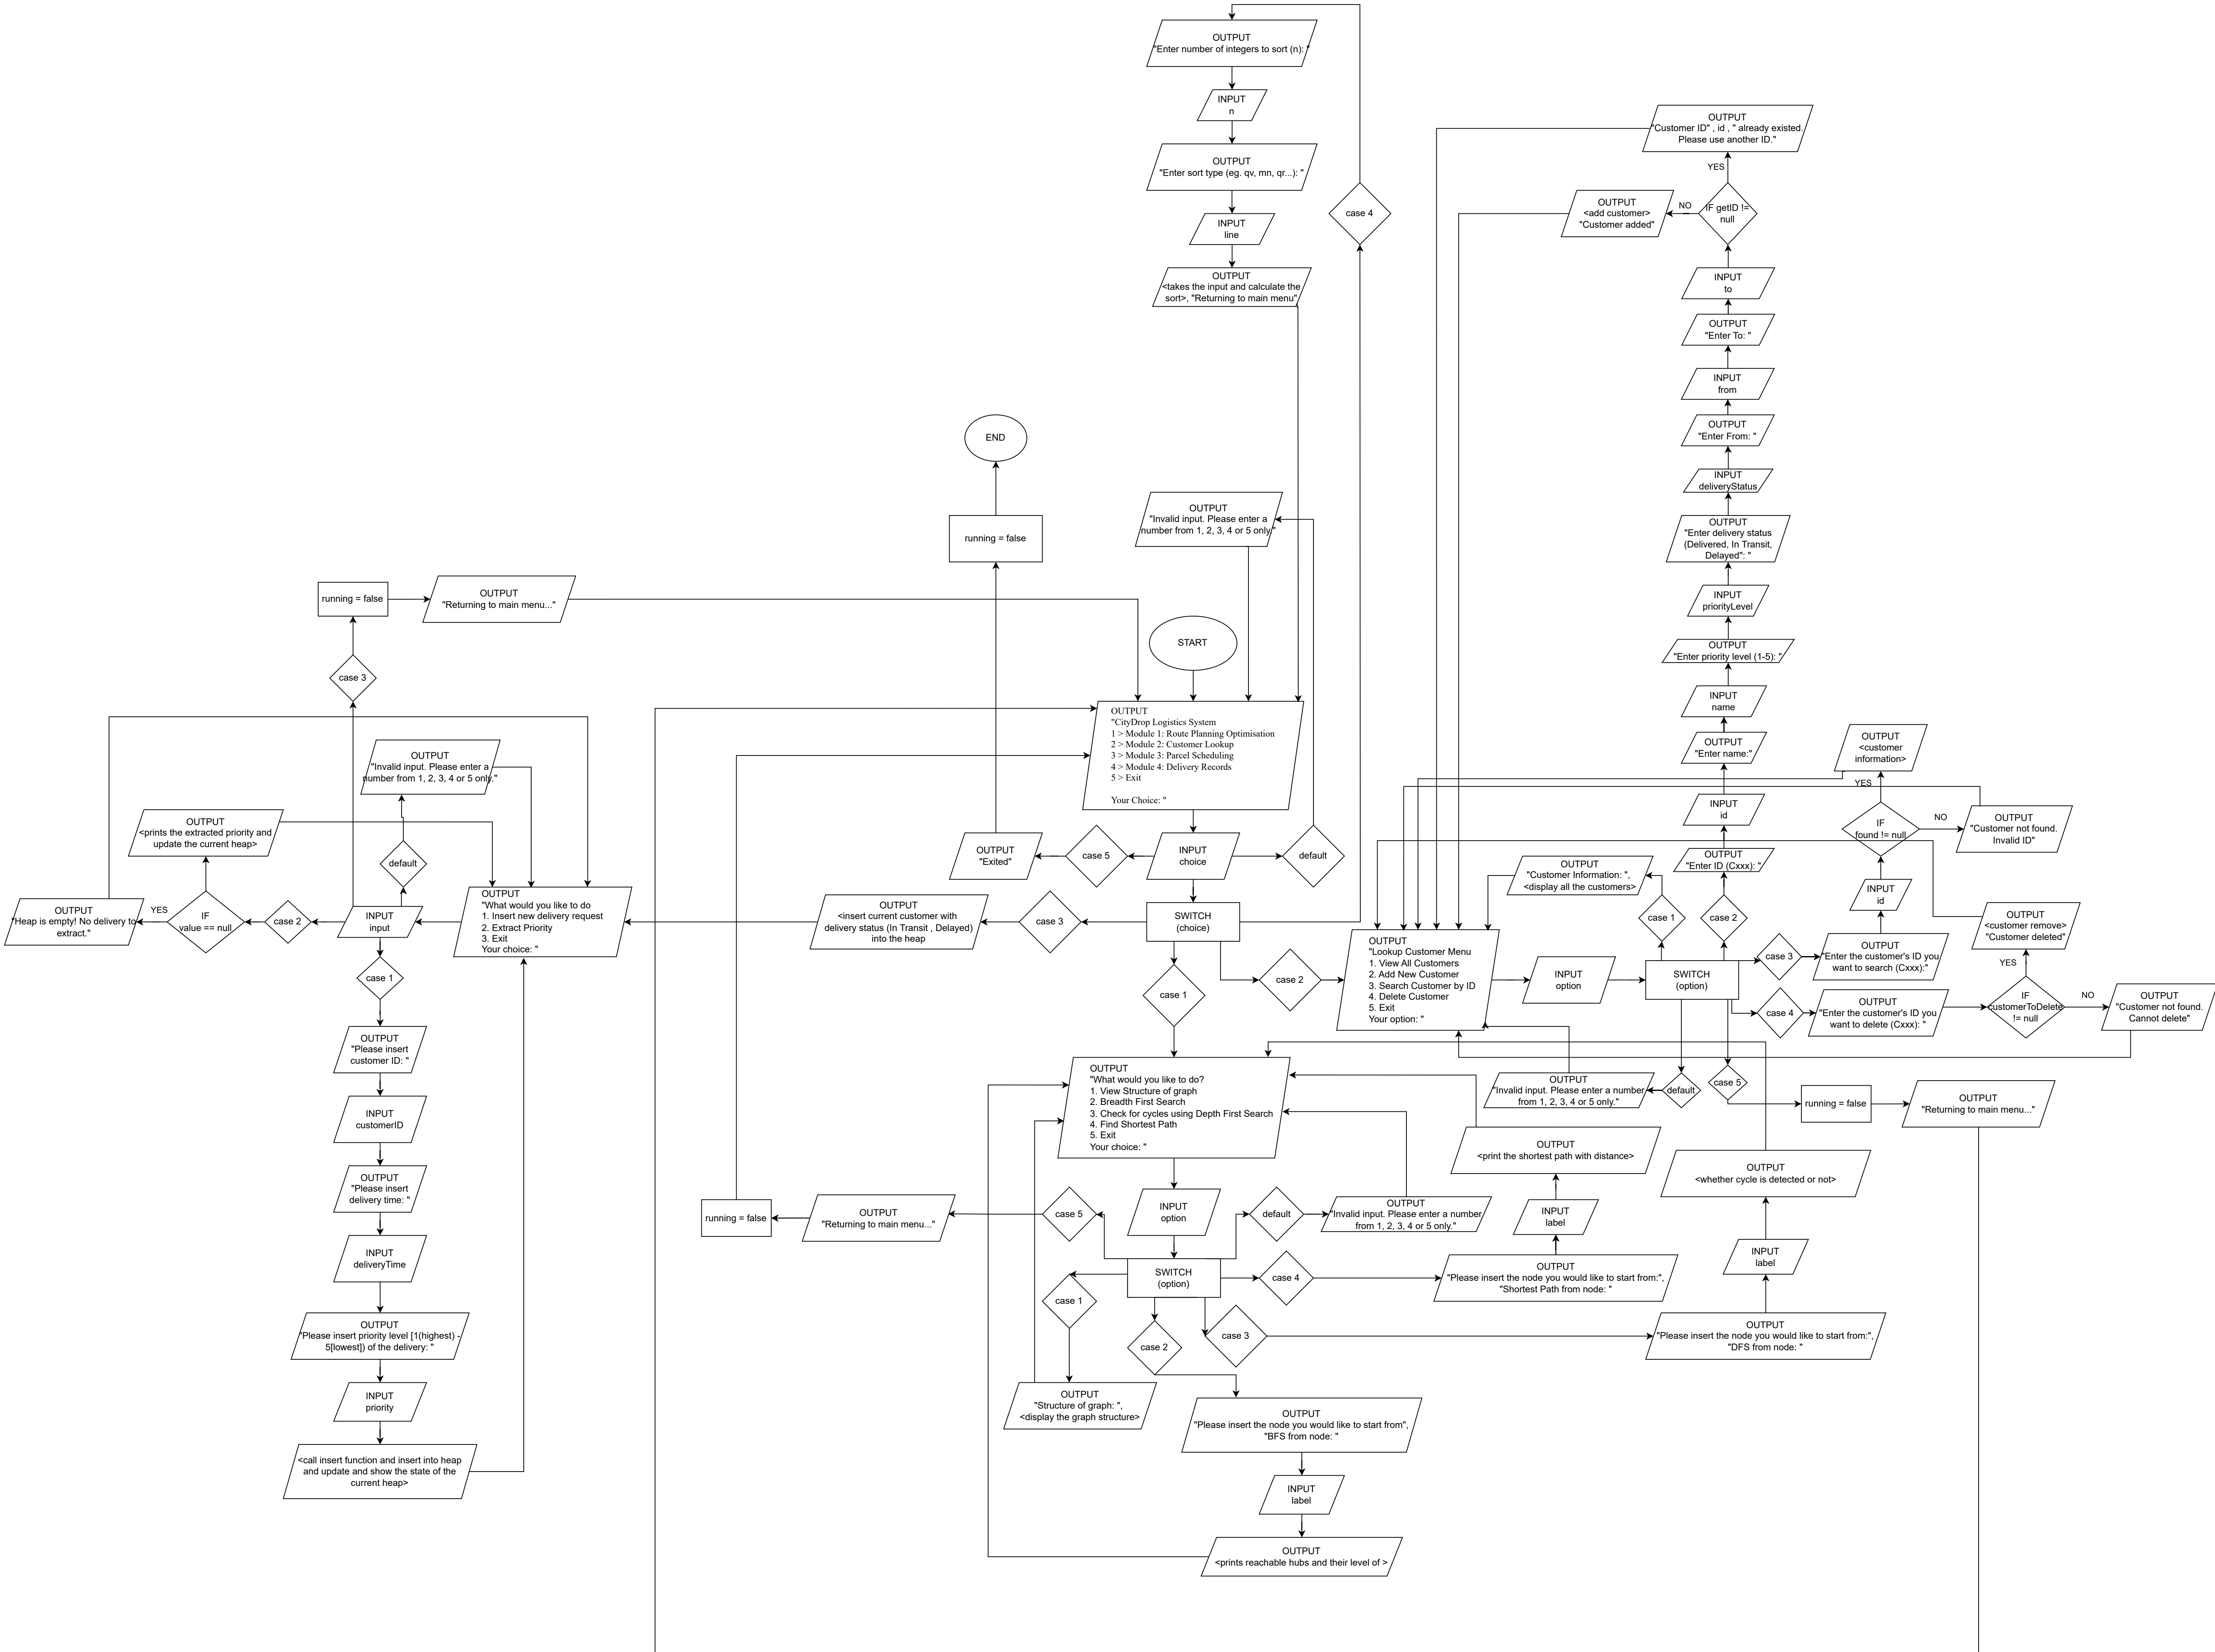 OUTPUT
"Enter number of integers to sort (n): "
INPUT
n
OUTPUT
"Enter sort type (eg. qv, mn, qr...): "
INPUT
line
OUTPUT
<takes the input and calculate the
sort>, "Returning to main menu"
case 4
OUTPUT
"Customer ID" , id , " already existed.
Please use another ID."
YES
IF getID !=
null
NO
OUTPUT
<add customer>
"Customer added"
INPUT
to
OUTPUT
"Enter To: "
INPUT
from
OUTPUT
"Enter From: "
INPUT
deliveryStatus
OUTPUT
"Enter delivery status
(Delivered, In Transit,
Delayed": "
INPUT
priorityLevel
OUTPUT
"Enter priority level (1-5): "
INPUT
name
OUTPUT
"Enter name:"
INPUT
id
OUTPUT
"Enter ID (Cxxx): "
END
running = false
OUTPUT
"Invalid input. Please enter a
number from 1, 2, 3, 4 or 5 only."
START
OUTPUT
"CityDrop Logistics System
1 > Module 1: Route Planning Optimisation
2 > Module 2: Customer Lookup
3 > Module 3: Parcel Scheduling
4 > Module 4: Delivery Records
5 > Exit
Your Choice: "
INPUT
choice
case 5
OUTPUT
"Exited"
default
SWITCH
(choice)
case 3
OUTPUT
<insert current customer with
delivery status (In Transit , Delayed)
into the heap
case 1
case 2
running = false
OUTPUT
"Returning to main menu..."
case 3
OUTPUT
"Invalid input. Please enter a
number from 1, 2, 3, 4 or 5 only."
default
OUTPUT
<prints the extracted priority and
update the current heap>
OUTPUT
"Heap is empty! No delivery to
extract."
YES
IF
value == null
case 2
INPUT
input
OUTPUT
"What would you like to do
1. Insert new delivery request
2. Extract Priority
3. Exit
Your choice: "
case 1
OUTPUT
"Please insert
customer ID: "
INPUT
customerID
OUTPUT
"Please insert
delivery time: "
INPUT
deliveryTime
OUTPUT
"Please insert priority level [1(highest) -
5[lowest]) of the delivery: "
INPUT
priority
<call insert function and insert into heap
and update and show the state of the
current heap>
OUTPUT
"Lookup Customer Menu
1. View All Customers
2. Add New Customer
3. Search Customer by ID
4. Delete Customer
5. Exit
Your option: "
INPUT
option
SWITCH
(option)
OUTPUT
"Customer Information: ",
<display all the customers>
case 1
case 2
case 3
OUTPUT
"Enter the customer's ID you
want to search (Cxxx):"
INPUT
id
IF
found != null
YES
OUTPUT
<customer
information>
NO
OUTPUT
"Customer not found.
Invalid ID"
case 4
OUTPUT
"Enter the customer's ID you
want to delete (Cxxx): "
IF
customerToDelete
!= null
YES
OUTPUT
<customer remove>
"Customer deleted"
NO
OUTPUT
"Customer not found.
Cannot delete"
default
OUTPUT
"Invalid input. Please enter a number
from 1, 2, 3, 4 or 5 only."
case 5
running = false
OUTPUT
"Returning to main menu..."
OUTPUT
"What would you like to do?
1. View Structure of graph
2. Breadth First Search
3. Check for cycles using Depth First Search
4. Find Shortest Path
5. Exit
Your choice: "
INPUT
option
SWITCH
(option)
case 5
OUTPUT
"Returning to main menu..."
running = false
default
OUTPUT
"Invalid input. Please enter a number
from 1, 2, 3, 4 or 5 only."
case 4
OUTPUT
"Please insert the node you would like to start from:",
"Shortest Path from node: "
INPUT
label
OUTPUT
<print the shortest path with distance>
case 3
OUTPUT
"Please insert the node you would like to start from:",
"DFS from node: "
INPUT
label
OUTPUT
<whether cycle is detected or not>
case 1
OUTPUT
"Structure of graph: ",
<display the graph structure>
case 2
OUTPUT
"Please insert the node you would like to start from",
"BFS from node: "
INPUT
label
OUTPUT
<prints reachable hubs and their level of >